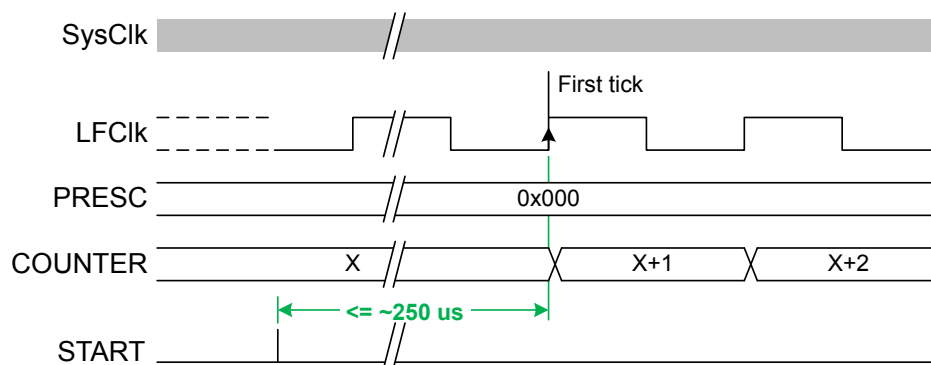 SysClk
First tick
LFClk
PRESC
0x000
COUNTER
X
X+1
X+2
<= ~250 us
START